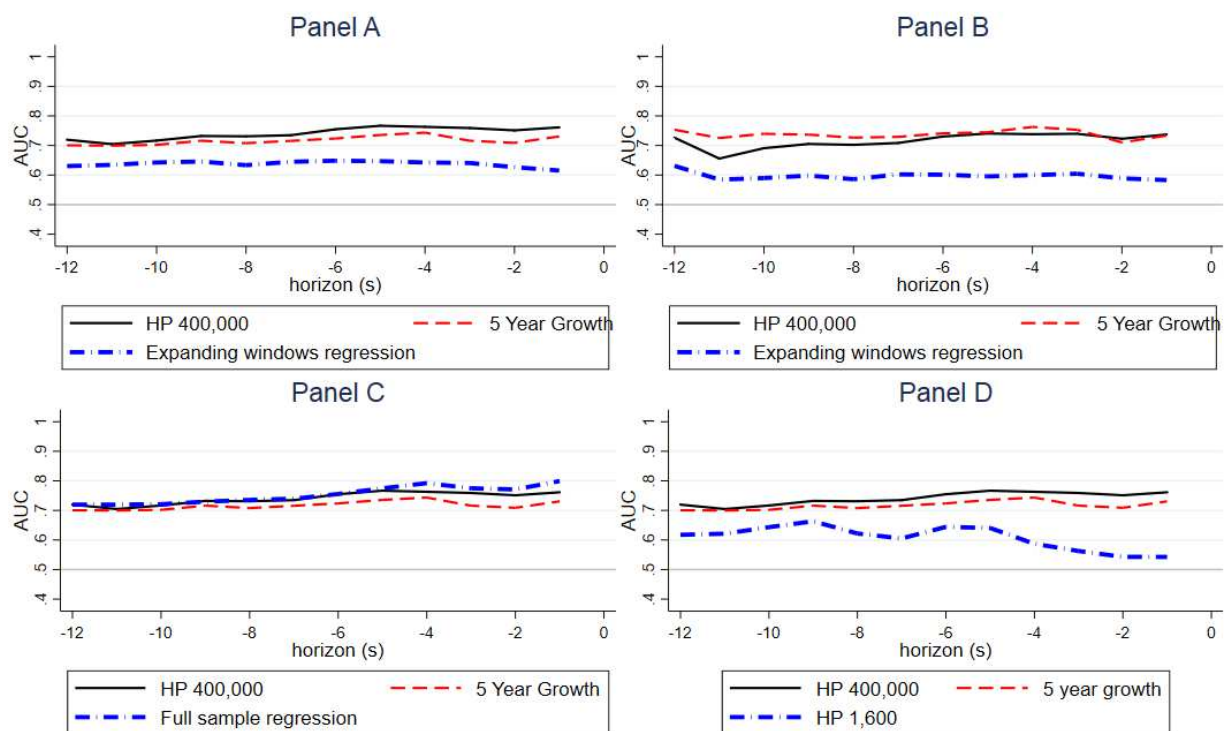 Panel A
1
.9
.8
.7
.6
.5
.4
AUC
-12 -10 -8 -6 -4 -2 0
horizon (s)
HP 400,000 5 Year Growth
Expanding windows regression
Panel B
1
.9
.8
.7
.6
.5
.4
AUC
-12 -10 -8 -6 -4 -2 0
horizon (s)
HP 400,000 5 Year Growth
Expanding windows regression
Panel C
1
.9
.8
.7
.6
.5
.4
AUC
-12 -10 -8 -6 -4 -2 0
horizon (s)
HP 400,000 5 Year Growth
Full sample regression
Panel D
1
.9
.8
.7
.6
.5
.4
AUC
-12 -10 -8 -6 -4 -2 0
horizon (s)
HP 400,000 5 year growth
HP 1,600